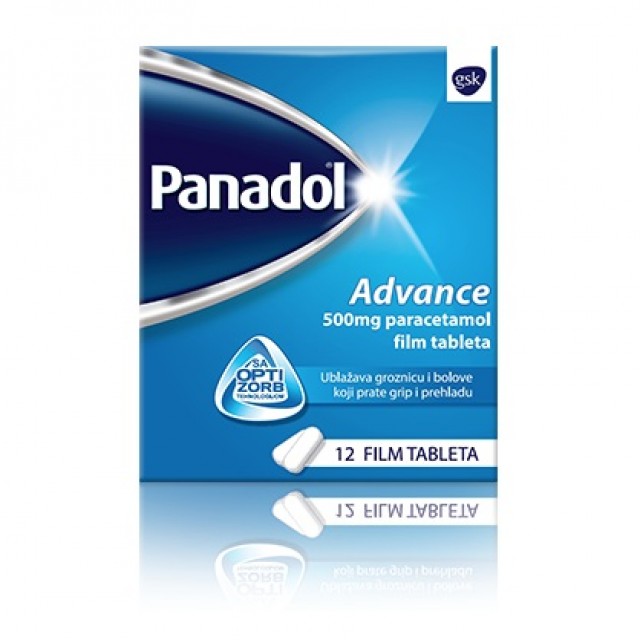 gsk
Panadol®
Advance
500mg paracetamol
film tableta
SA
OPTI
ZORB
TEHNOLOGIJOM
Ublažava groznicu i bolove
koji prate grip i prehladu
12 FILM TABLETA